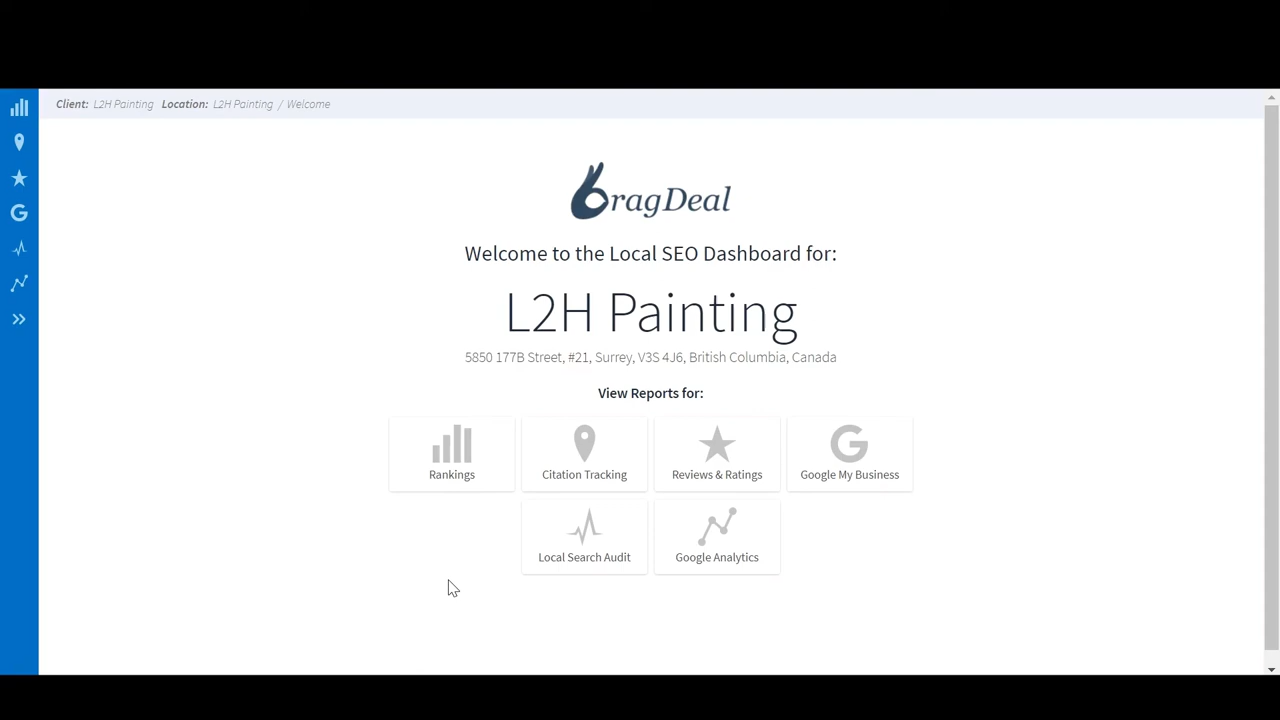 Client: L2H Painting Location: L2H Painting / Welcome
bragDeal
Welcome to the Local SEO Dashboard for:
L2H Painting
5850 177B Street, #21, Surrey, V3S 4J6, British Columbia, Canada
View Reports for:
Rankings
Citation Tracking
Reviews & Ratings
Google My Business
Local Search Audit
Google Analytics